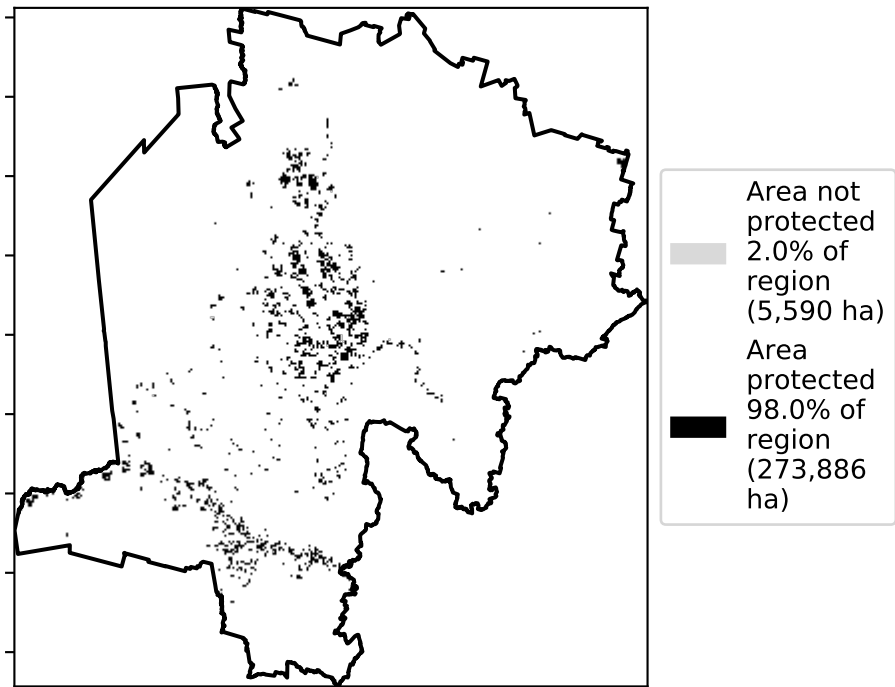 Area not
protected
2.0% of
region
(5,590 ha)
Area
protected
98.0% of
region
(273,886
ha)